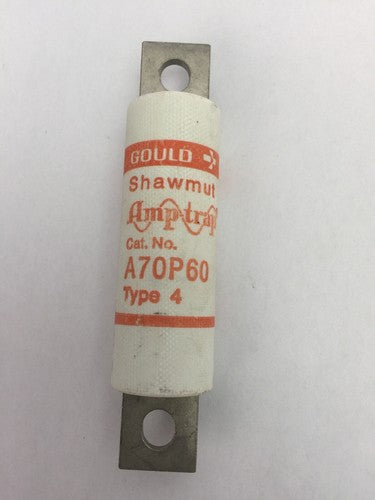 GOULD
Shawmut
Amp-trap
Cat. No.
A70P60
Type 4